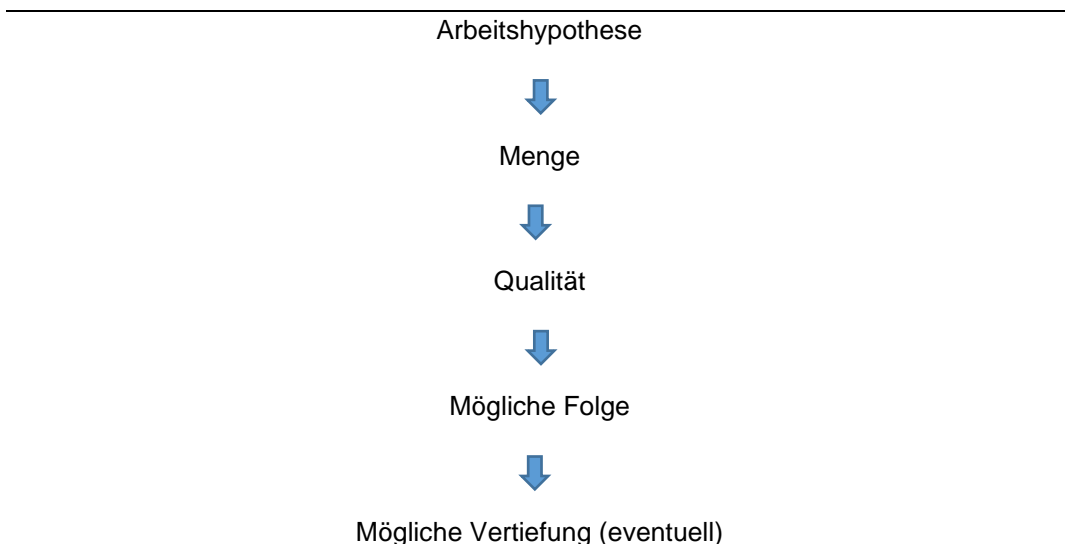 Arbeitshypothese
Menge
Qualität
Mögliche Folge
Mögliche Vertiefung (eventuell)